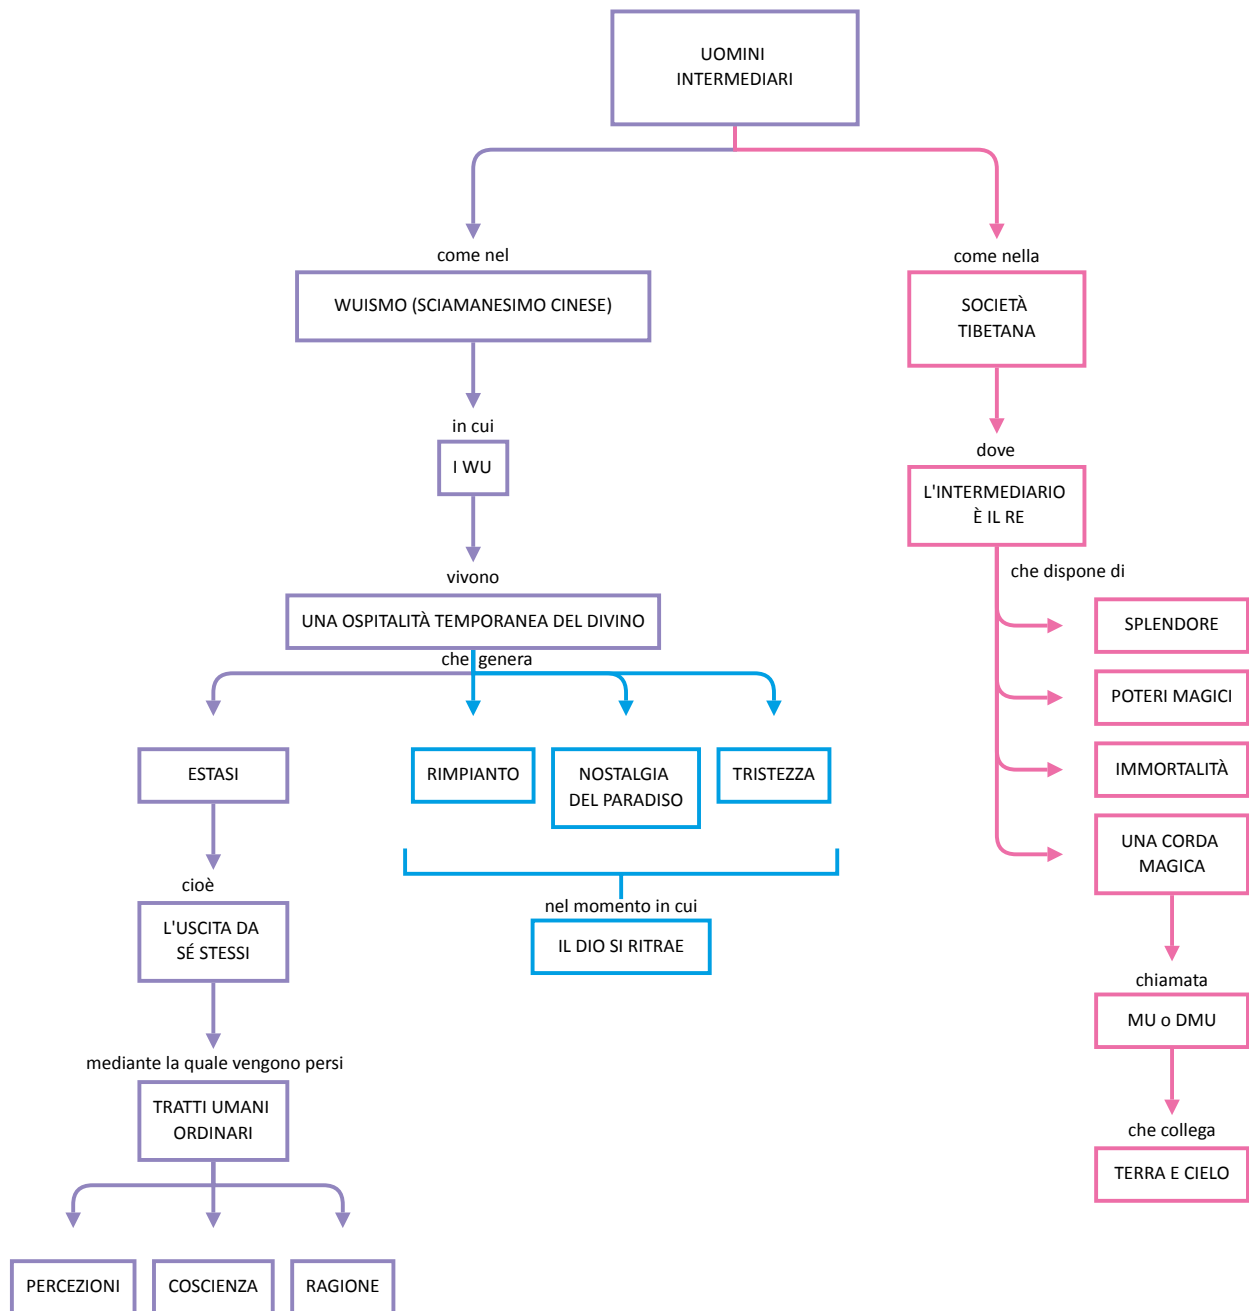 UOMINI
INTERMEDIARI
come nel
WUISMO (SCIAMANESIMO CINESE)
in cui
I WU
vivono
UNA OSPITALITÀ TEMPORANEA DEL DIVINO
che genera
ESTASI
cioè
L'USCITA DA
SÉ STESSI
mediante la quale vengono persi
TRATTI UMANI
ORDINARI
PERCEZIONI
COSCIENZA
RAGIONE
RIMPIANTO
NOSTALGIA
DEL PARADISO
TRISTEZZA
nel momento in cui
IL DIO SI RITRAE
come nella
SOCIETÀ
TIBETANA
dove
L'INTERMEDIARIO
È IL RE
che dispone di
SPLENDORE
POTERI MAGICI
IMMORTALITÀ
UNA CORDA
MAGICA
chiamata
MU o DMU
che collega
TERRA E CIELO